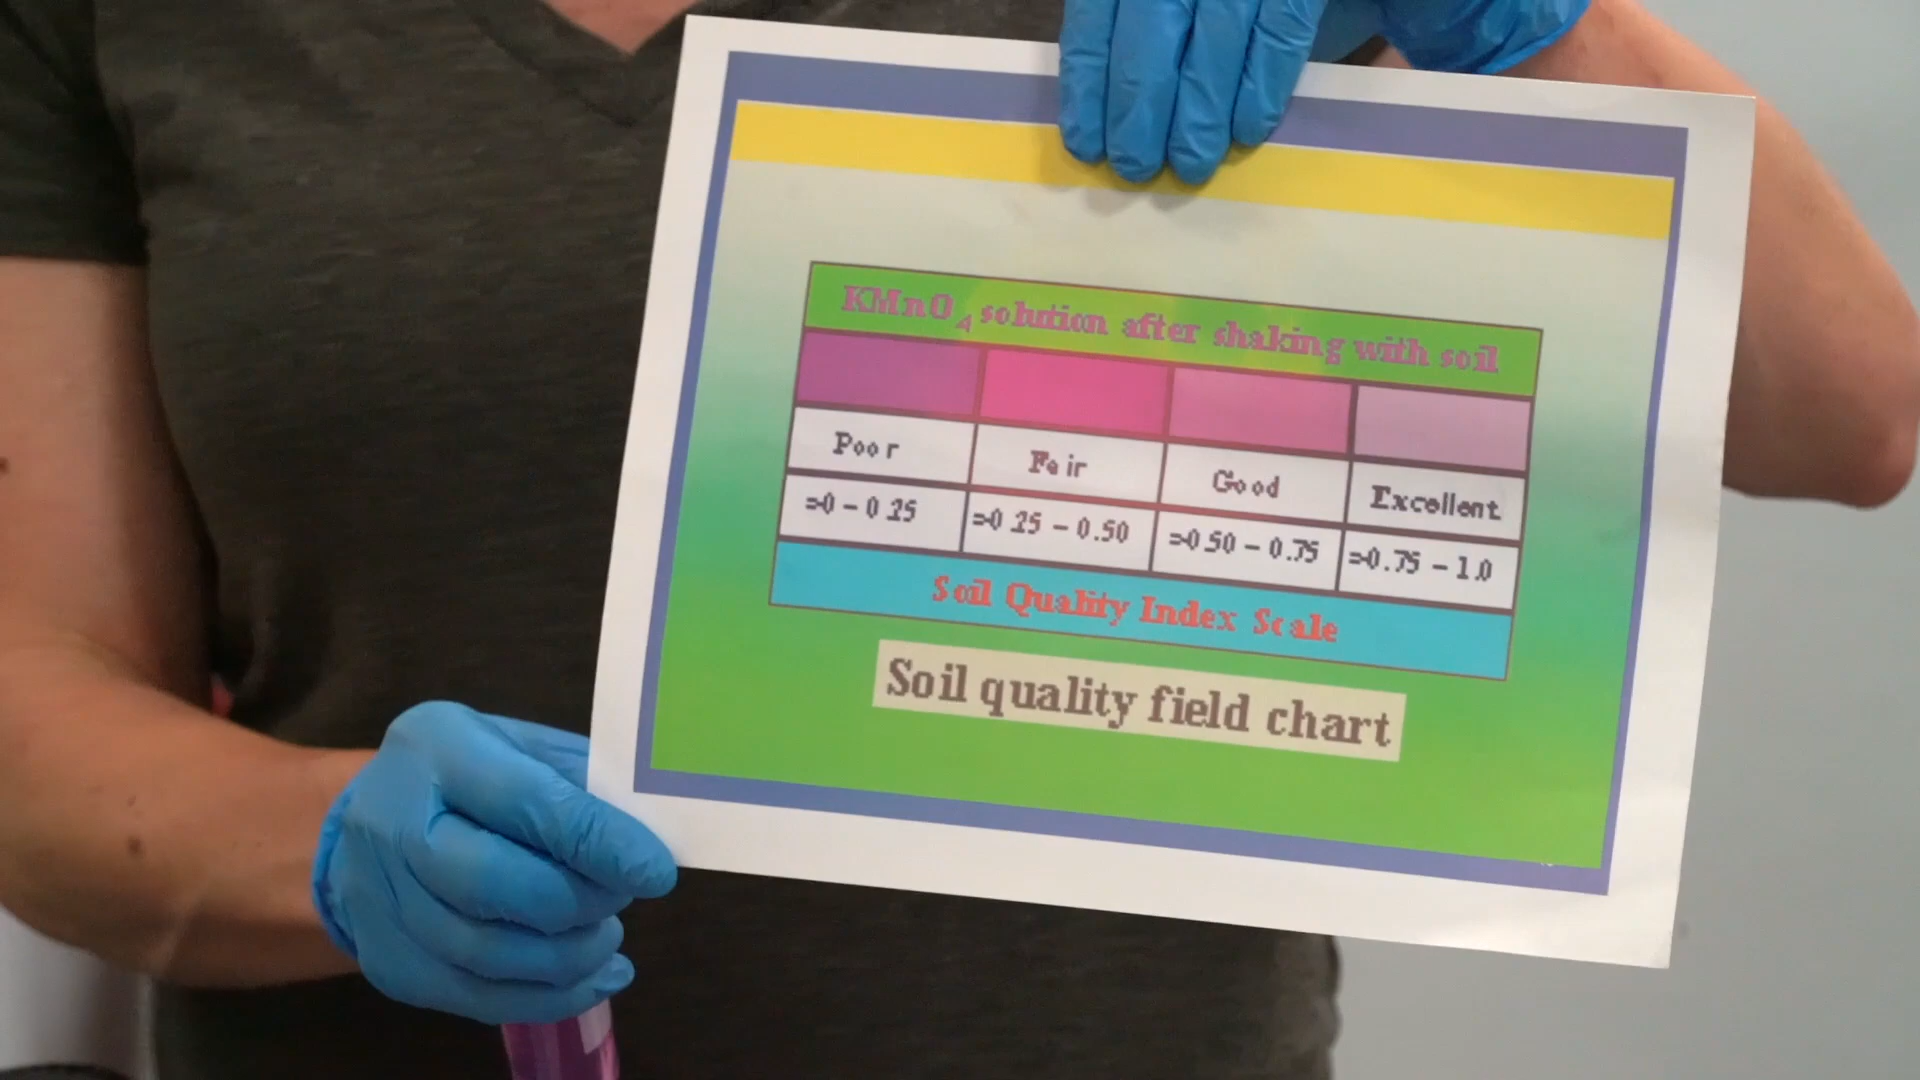 KMnO4 solution after shaking with soil
Poor Fair Good Excellent
=0 – 0.25 =0.25 – 0.50 =0.50 – 0.75 =0.75 – 1.0
Soil Quality Index Scale
Soil quality field chart